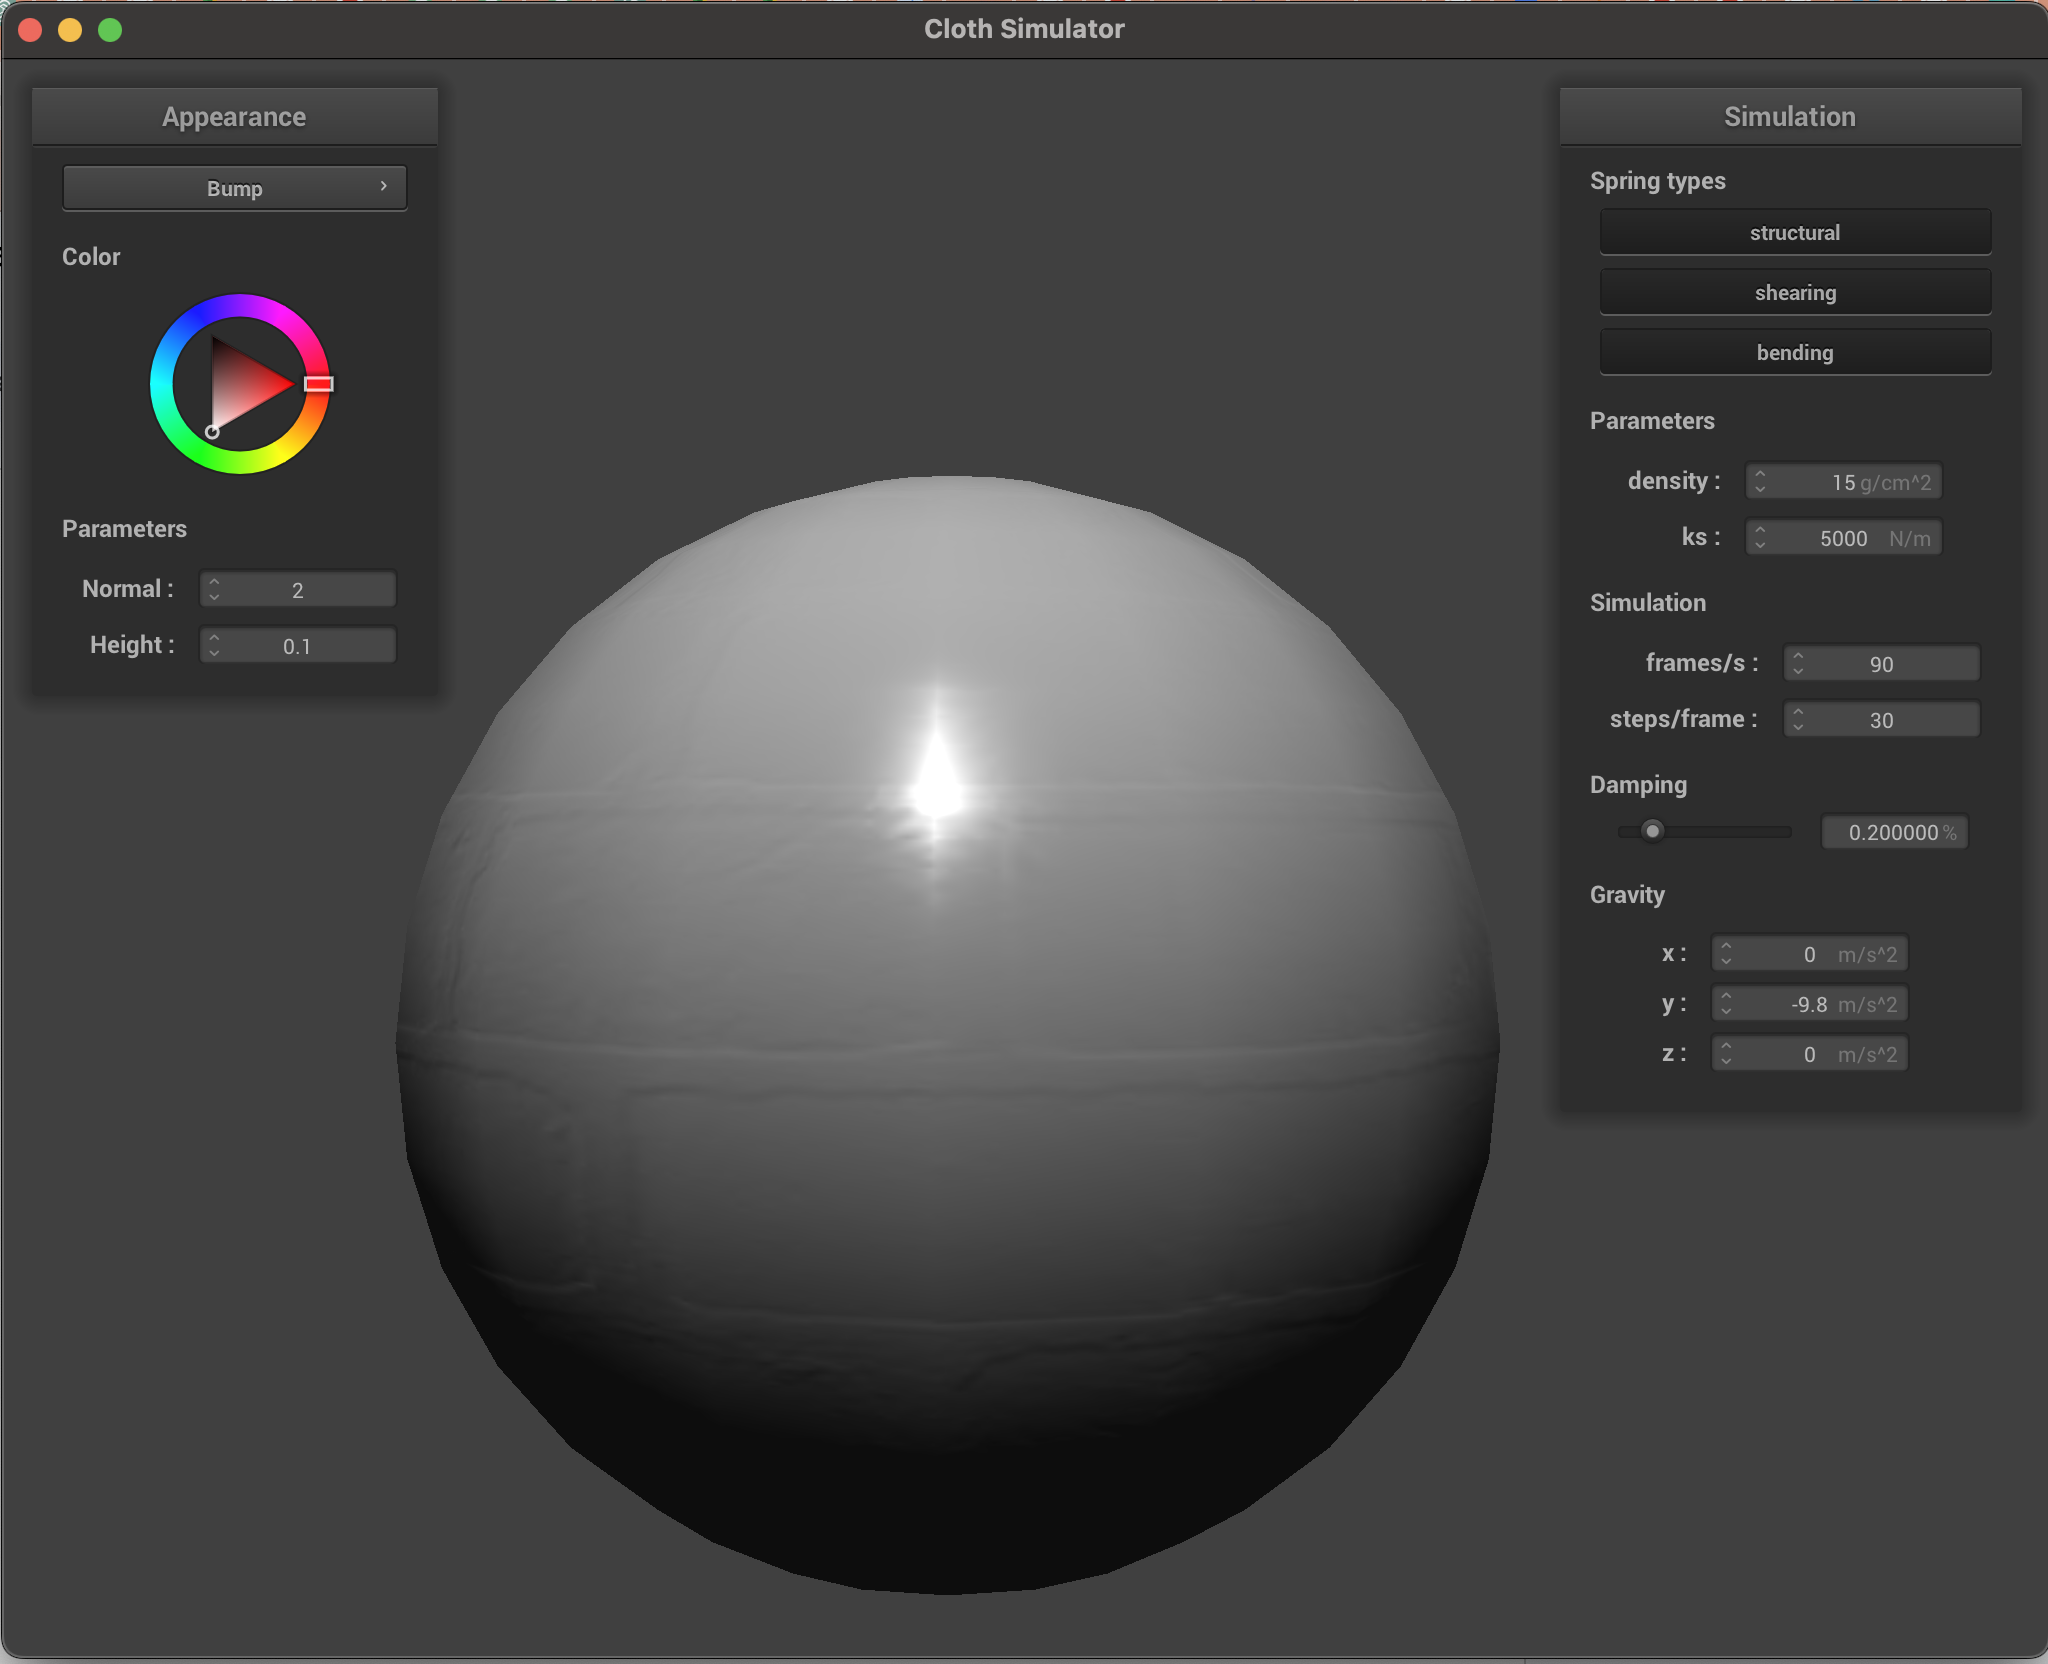 Cloth Simulator
Appearance
Bump
Color
Parameters
Normal : 2
Height : 0.1
Simulation
Spring types
structural
shearing
bending
Parameters
density : 15 g/cm^2
ks : 5000 N/m
Simulation
frames/s : 90
steps/frame : 30
Damping
0.200000 %
Gravity
x : 0 m/s^2
y : -9.8 m/s^2
z : 0 m/s^2